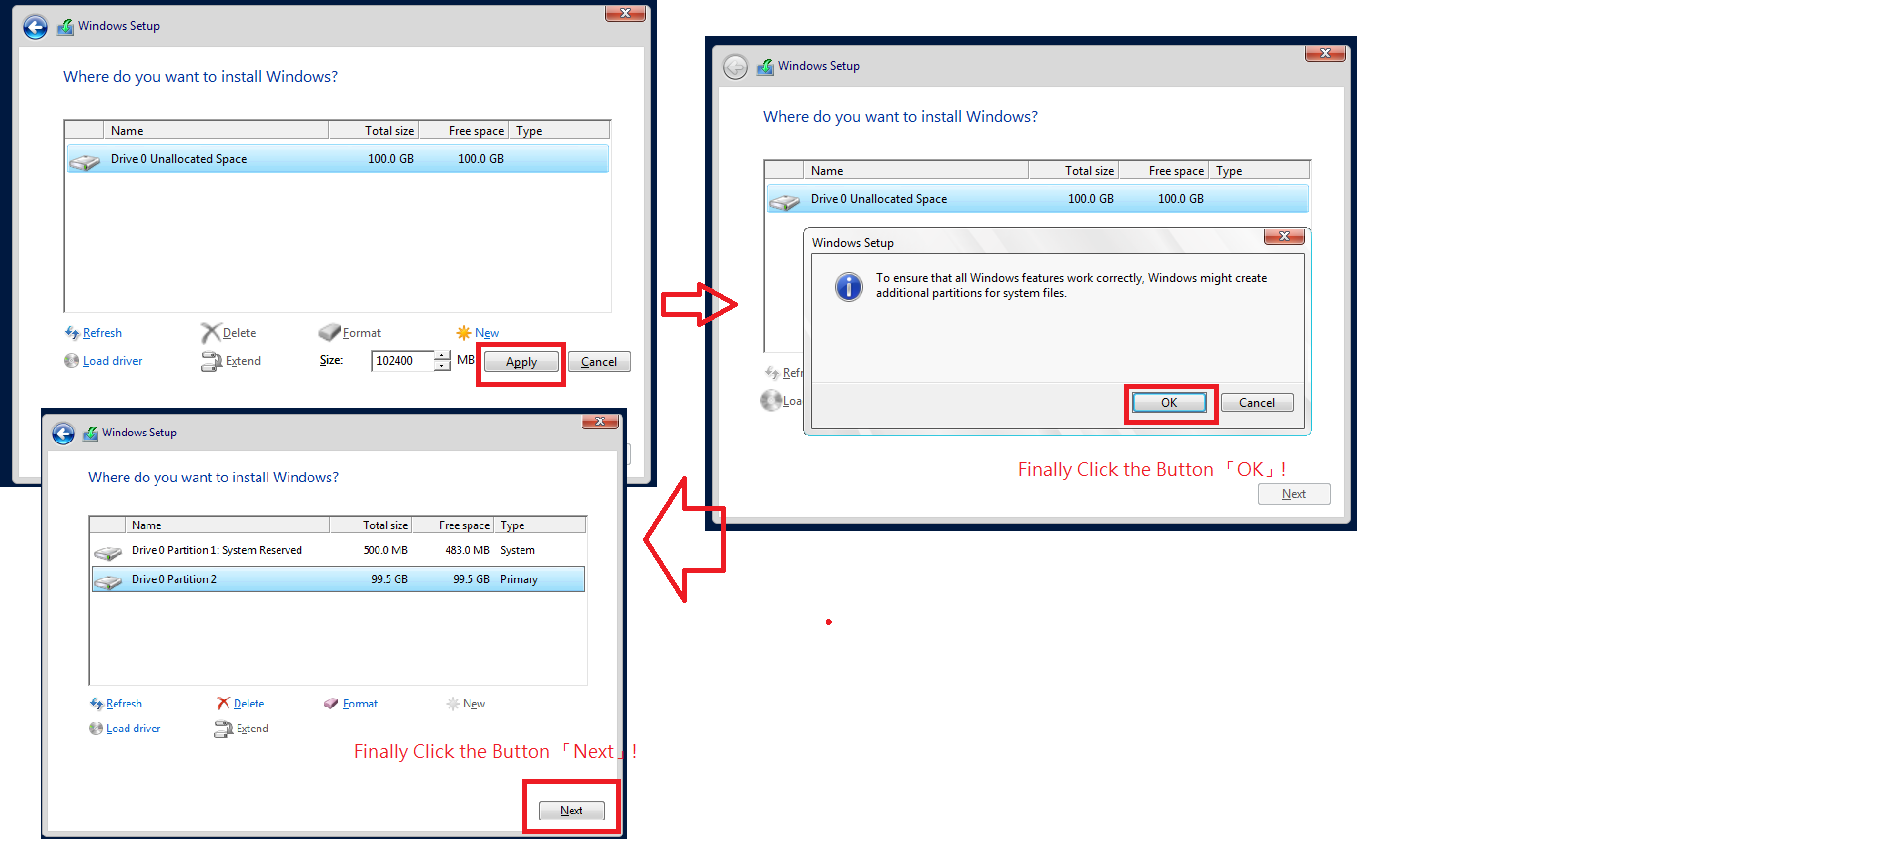 Windows Setup
Where do you want to install Windows?
Name Total size Free space Type
Drive 0 Unallocated Space 100.0 GB 100.0 GB
Refresh Delete Format New
Load driver Extend Size: 102400 MB Apply Cancel
Windows Setup
Where do you want to install Windows?
Name Total size Free space Type
Drive 0 Unallocated Space 100.0 GB 100.0 GB
Windows Setup
To ensure that all Windows features work correctly, Windows might create
additional partitions for system files.
Refr
Loa
OK Cancel
Finally Click the Button「OK」!
Next
Windows Setup
Where do you want to install Windows?
Name Total size Free space Type
Drive 0 Partition 1: System Reserved 500.0 MB 483.0 MB System
Drive 0 Partition 2 99.5 GB 99.5 GB Primary
Refresh Delete Format New
Load driver Extend
Finally Click the Button「Next」!
Next